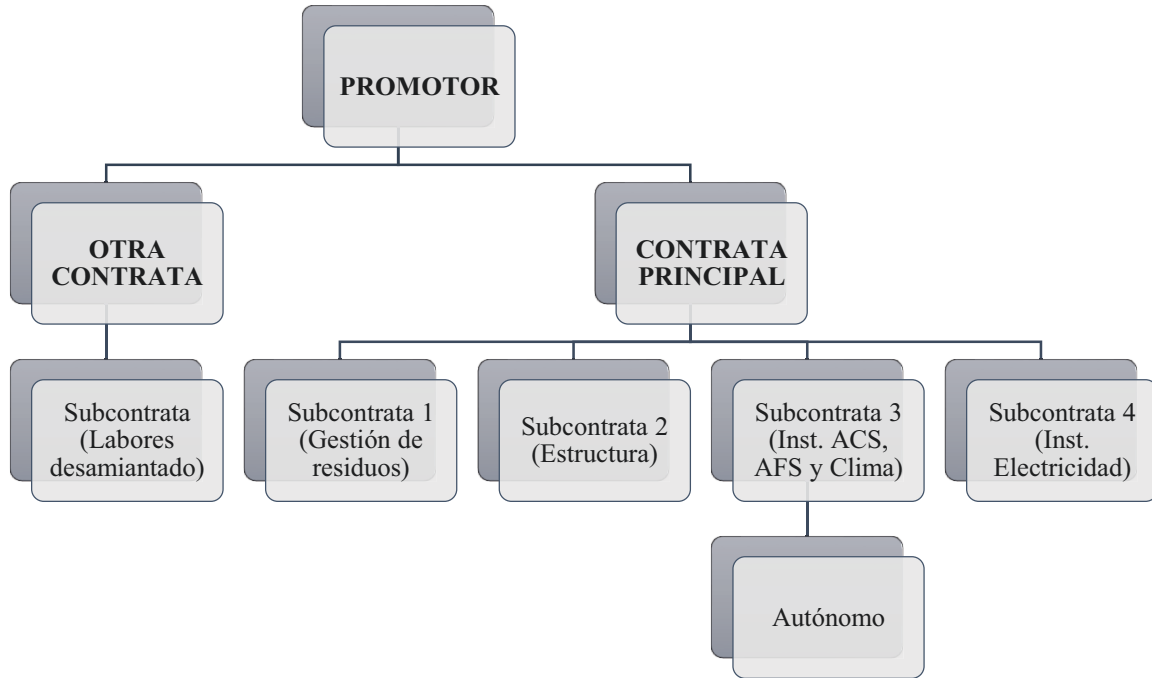 PROMOTOR
OTRA
CONTRATA
CONTRATA
PRINCIPAL
Subcontrata
(Labores
desamiantado)
Subcontrata 1
(Gestión de
residuos)
Subcontrata 2
(Estructura)
Subcontrata 3
(Inst. ACS,
AFS y Clima)
Subcontrata 4
(Inst.
Electricidad)
Autónomo